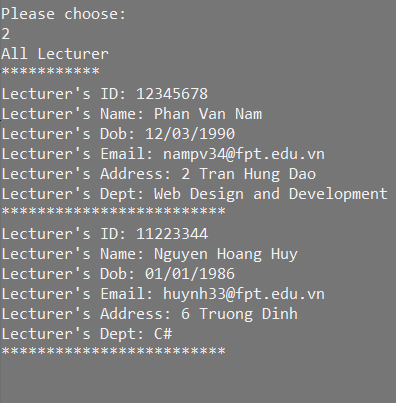 Please choose:
2
All Lecturer
***********
Lecturer's ID: 12345678
Lecturer's Name: Phan Van Nam
Lecturer's Dob: 12/03/1990
Lecturer's Email: nampv34@fpt.edu.vn
Lecturer's Address: 2 Tran Hung Dao
Lecturer's Dept: Web Design and Development
*************************
Lecturer's ID: 11223344
Lecturer's Name: Nguyen Hoang Huy
Lecturer's Dob: 01/01/1986
Lecturer's Email: huynh33@fpt.edu.vn
Lecturer's Address: 6 Truong Dinh
Lecturer's Dept: C#
*************************